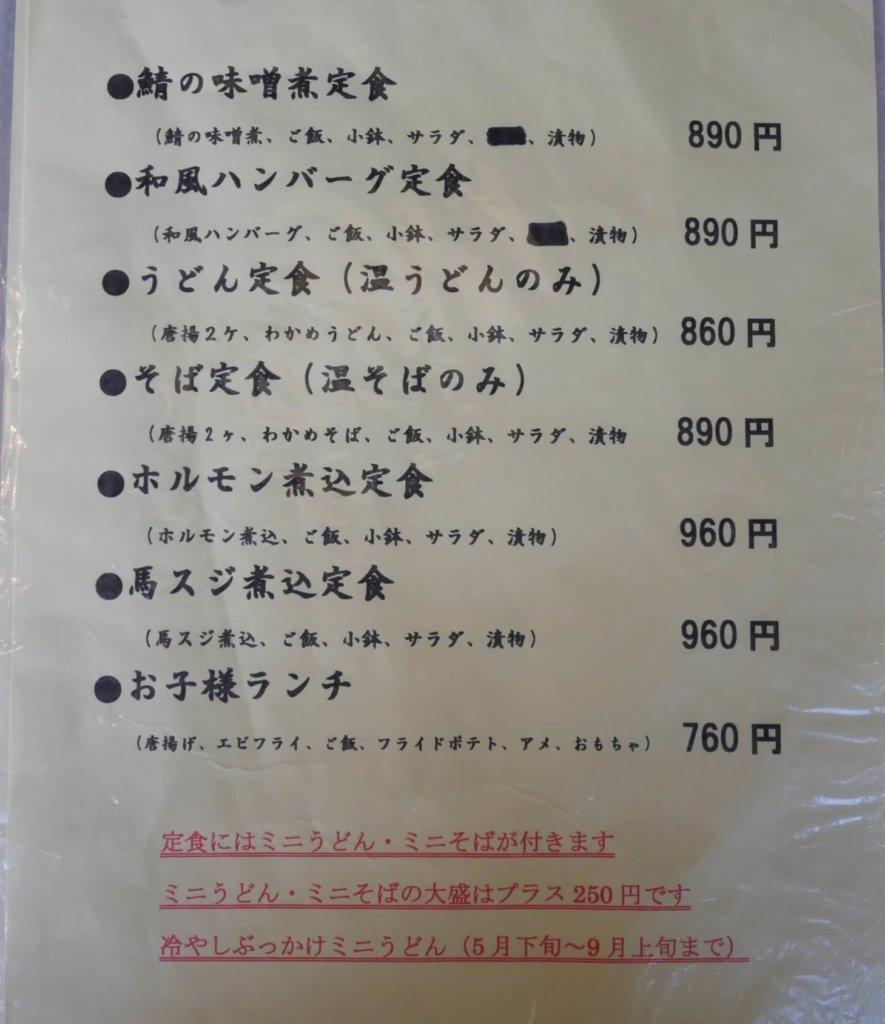 ●鯖の味噌煮定食
（鯖の味噌煮、ご飯、小鉢、サラダ、、漬物） 890円
●和風ハンバーグ定食
（和風ハンバーグ、ご飯、小鉢、サラダ、、漬物） 890円
●うどん定食（温うどんのみ）
（唐揚２ケ、わかめうどん、ご飯、小鉢、サラダ、漬物） 860円
●そば定食（温そばのみ）
（唐揚２ヶ、わかめそば、ご飯、小鉢、サラダ、漬物 890円
●ホルモン煮込定食
（ホルモン煮込、ご飯、小鉢、サラダ、漬物） 960円
●馬スジ煮込定食
（馬スジ煮込、ご飯、小鉢、サラダ、漬物） 960円
●お子様ランチ
（唐揚げ、エビフライ、ご飯、フライドポテト、アメ、おもちゃ） 760円
定食にはミニうどん・ミニそばが付きます
ミニうどん・ミニそばの大盛はプラス250円です
冷やしぶっかけミニうどん（5月下旬～9月上旬まで）